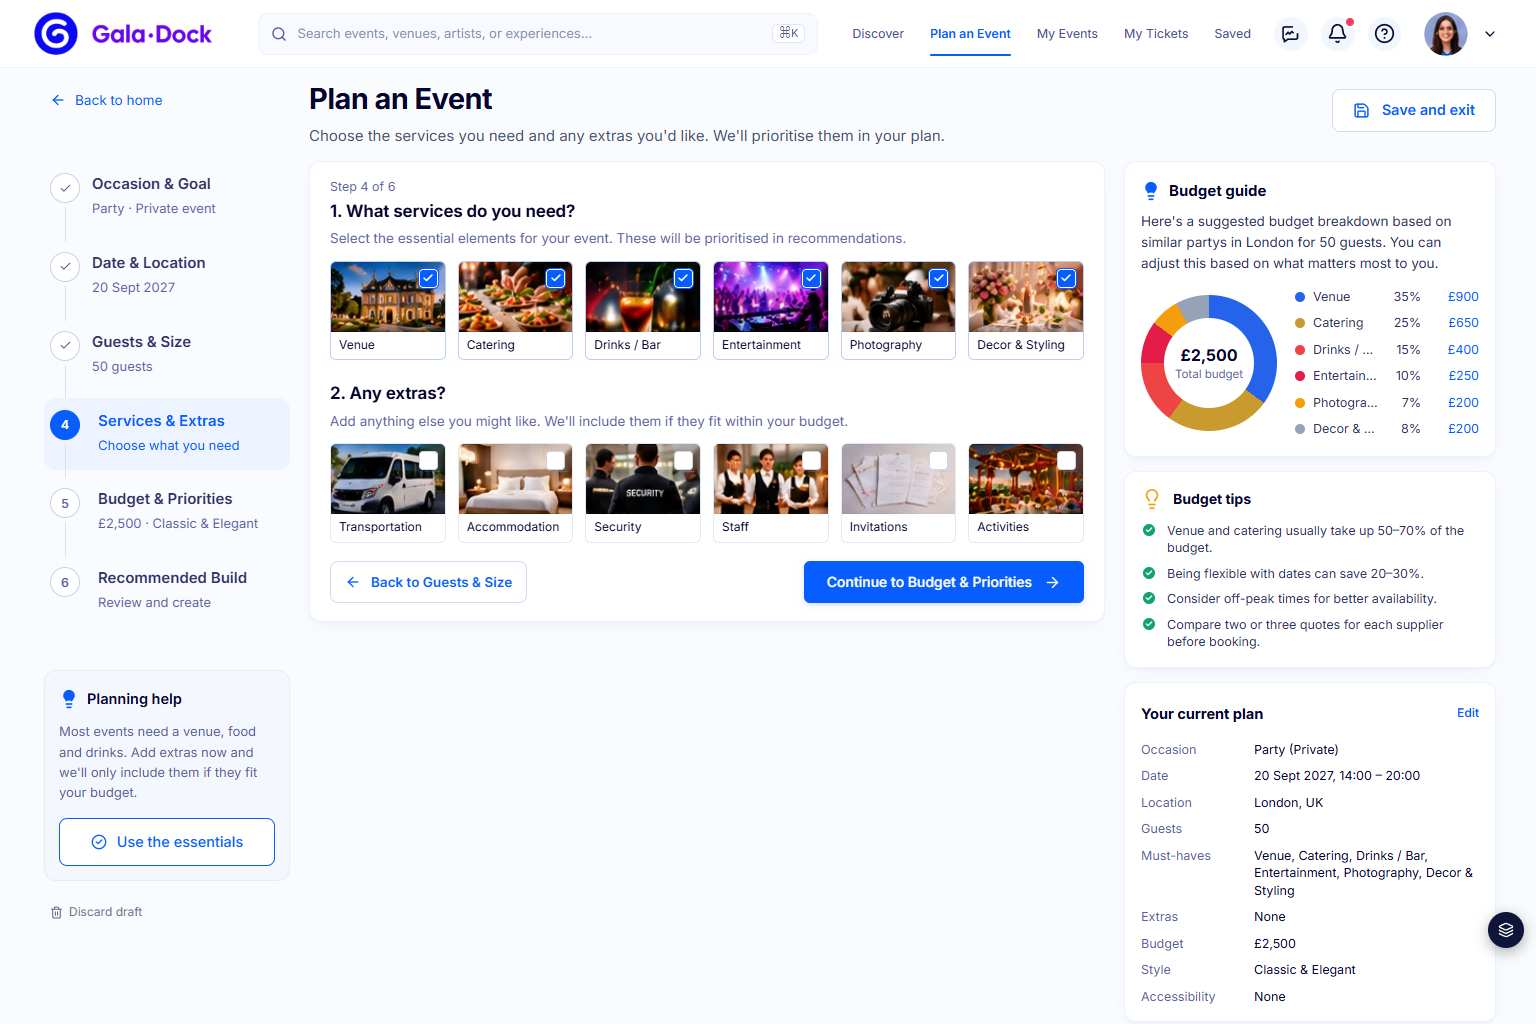 Gala·Dock
Search events, venues, artists, or experiences...
⌘K
Discover
Plan an Event
My Events
My Tickets
Saved
Back to home
Plan an Event
Choose the services you need and any extras you'd like. We'll prioritise them in your plan.
Save and exit
Occasion & Goal
Party · Private event
Date & Location
20 Sept 2027
Guests & Size
50 guests
4
Services & Extras
Choose what you need
5
Budget & Priorities
£2,500 · Classic & Elegant
6
Recommended Build
Review and create
Planning help
Most events need a venue, food
and drinks. Add extras now and
we'll only include them if they fit
your budget.
Use the essentials
Discard draft
Step 4 of 6
1. What services do you need?
Select the essential elements for your event. These will be prioritised in recommendations.
Venue
Catering
Drinks / Bar
Entertainment
Photography
Decor & Styling
2. Any extras?
Add anything else you might like. We'll include them if they fit within your budget.
SECURITY
Transportation
Accommodation
Security
Staff
Invitations
Activities
Back to Guests & Size
Continue to Budget & Priorities
Budget guide
Here's a suggested budget breakdown based on
similar partys in London for 50 guests. You can
adjust this based on what matters most to you.
£2,500
Total budget
Venue 35% £900
Catering 25% £650
Drinks / ... 15% £400
Entertain... 10% £250
Photogra... 7% £200
Decor & ... 8% £200
Budget tips
Venue and catering usually take up 50–70% of the
budget.
Being flexible with dates can save 20–30%.
Consider off-peak times for better availability.
Compare two or three quotes for each supplier
before booking.
Your current plan
Edit
Occasion Party (Private)
Date 20 Sept 2027, 14:00 – 20:00
Location London, UK
Guests 50
Must-haves Venue, Catering, Drinks / Bar,
Entertainment, Photography, Decor &
Styling
Extras None
Budget £2,500
Style Classic & Elegant
Accessibility None